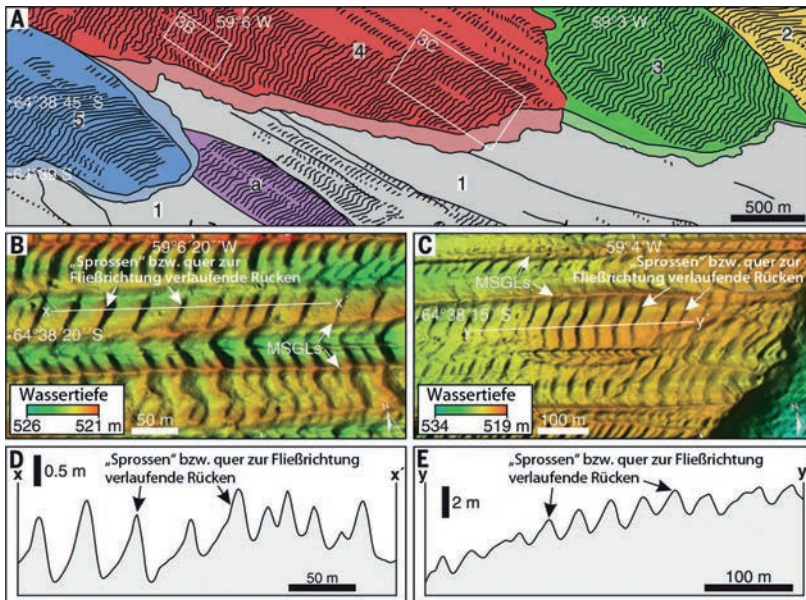 A
59°6´W
59°3´W
2
3B
4
3C
3
64°38´45´´S
5
64°39´S
a
1
1
500 m
B
59°6´20´´W
„Sprossen“ bzw. quer zur
Fließrichtung verlaufende Rücken
x
x´
64°38´20´´S
MSGLs
Wassertiefe
526 m
521 m
50 m
N
C
59°4´W
„Sprossen“ bzw. quer zur
Fließrichtung verlaufende Rücken
MSGLs
64°38´15´´S
y
y´
Wassertiefe
534 m
519 m
100 m
N
D
x
0.5 m
„Sprossen“ bzw. quer zur Fließrichtung
verlaufende Rücken
x´
50 m
E
y
2 m
„Sprossen“ bzw. quer zur Fließrichtung
verlaufende Rücken
y´
100 m